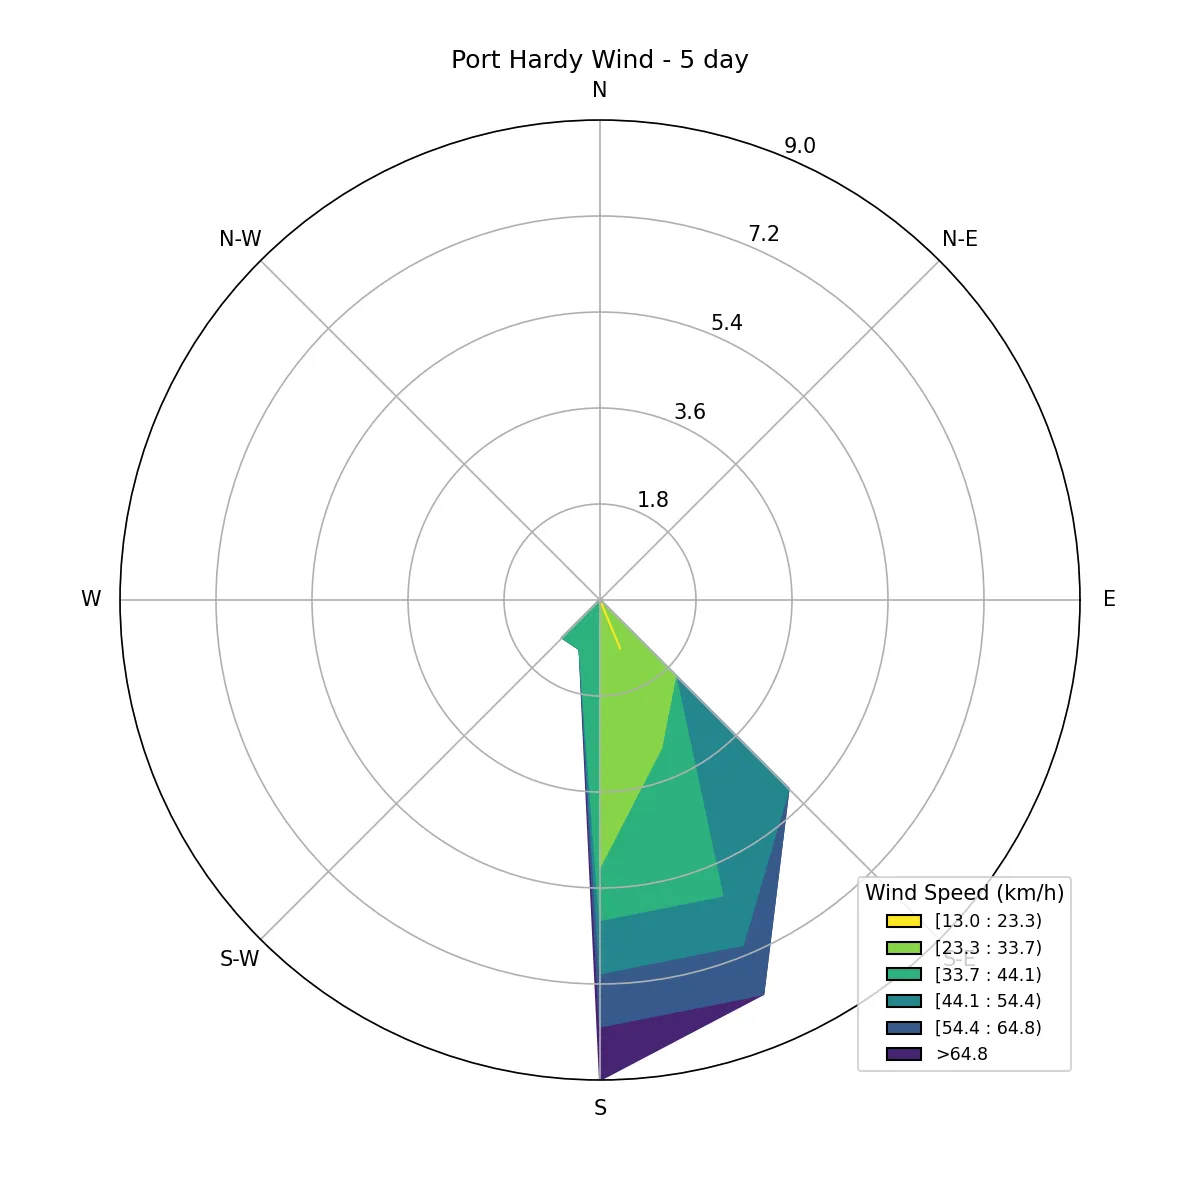 Port Hardy Wind - 5 day
N
9.0
7.2
N-W
N-E
5.4
3.6
1.8
W
E
Wind Speed (km/h)
[13.0 : 23.3)
[23.3 : 33.7)
S-W
S-E
[33.7 : 44.1)
[44.1 : 54.4)
[54.4 : 64.8)
>64.8
S